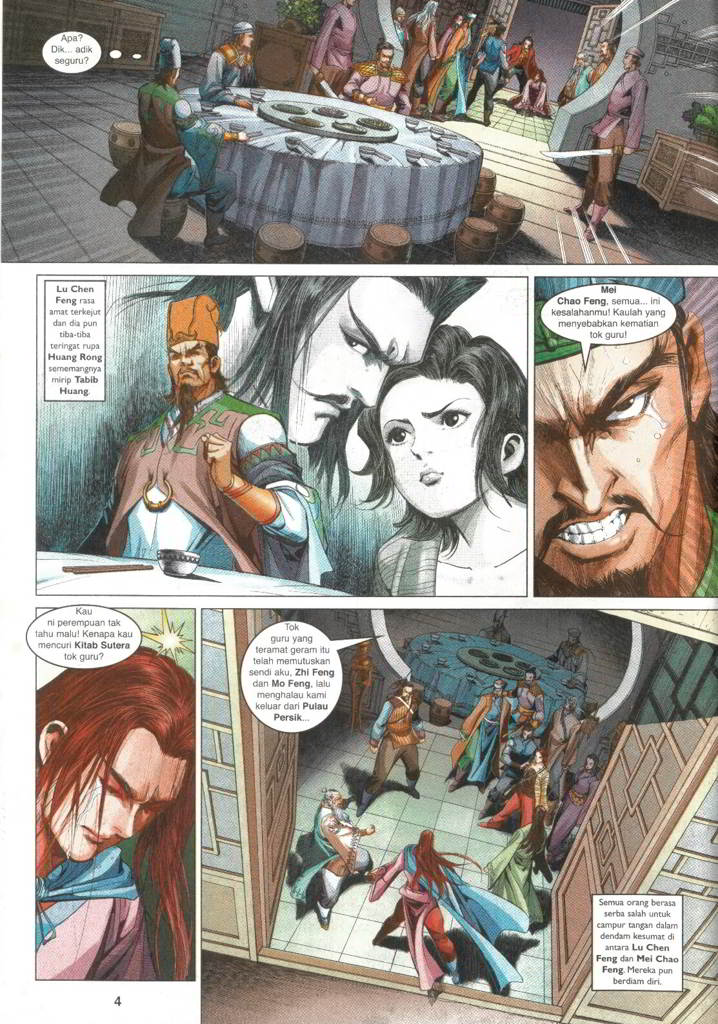 Apa?
Dik... adik
seguru?
Lu Chen
Feng rasa
amat terkejut
dan dia pun
tiba-tiba
teringat rupa
Huang Rong
sememangnya
mirip Tabib
Huang.
Mei
Chao Feng, semua... ini
kesalahanmu! Kaulah yang
menyebabkan kematian
tok guru!
Kau
ni perempuan tak
tahu malu! Kenapa kau
mencuri Kitab Sutera
tok guru?
Tok
guru yang
teramat geram itu
telah memutuskan
sendi aku, Zhi Feng
dan Mo Feng, lalu
menghalau kami
keluar dari Pulau
Persik...
Semua orang berasa
serba salah untuk
campur tangan dalam
dendam kesumat di
antara Lu Chen
Feng dan Mei Chao
Feng. Mereka pun
berdiam diri.
4